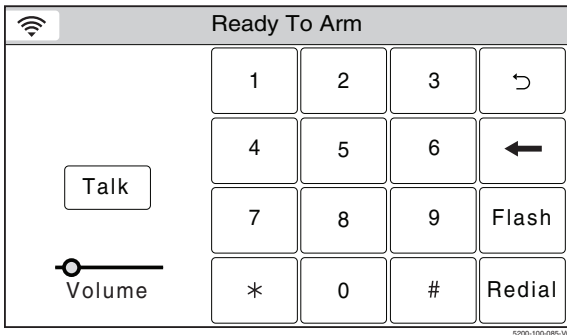 Ready To Arm
1 2 3
4 5 6
Talk
7 8 9 Flash
Volume
* 0 # Redial
5200-100-085-V